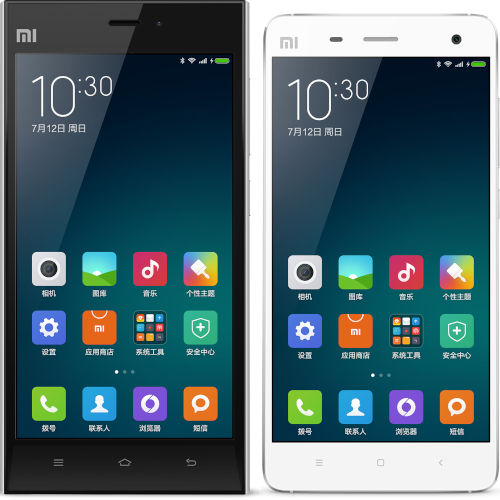 MI
10:30
7月12日 周日
相机 图库 音乐 个性主题
MI
设置 应用商店 系统工具 安全中心
拨号 联系人 浏览器 短信
MI
10:30
7月12日 周日
相机 图库 音乐 个性主题
MI
设置 应用商店 系统工具 安全中心
拨号 联系人 浏览器 短信